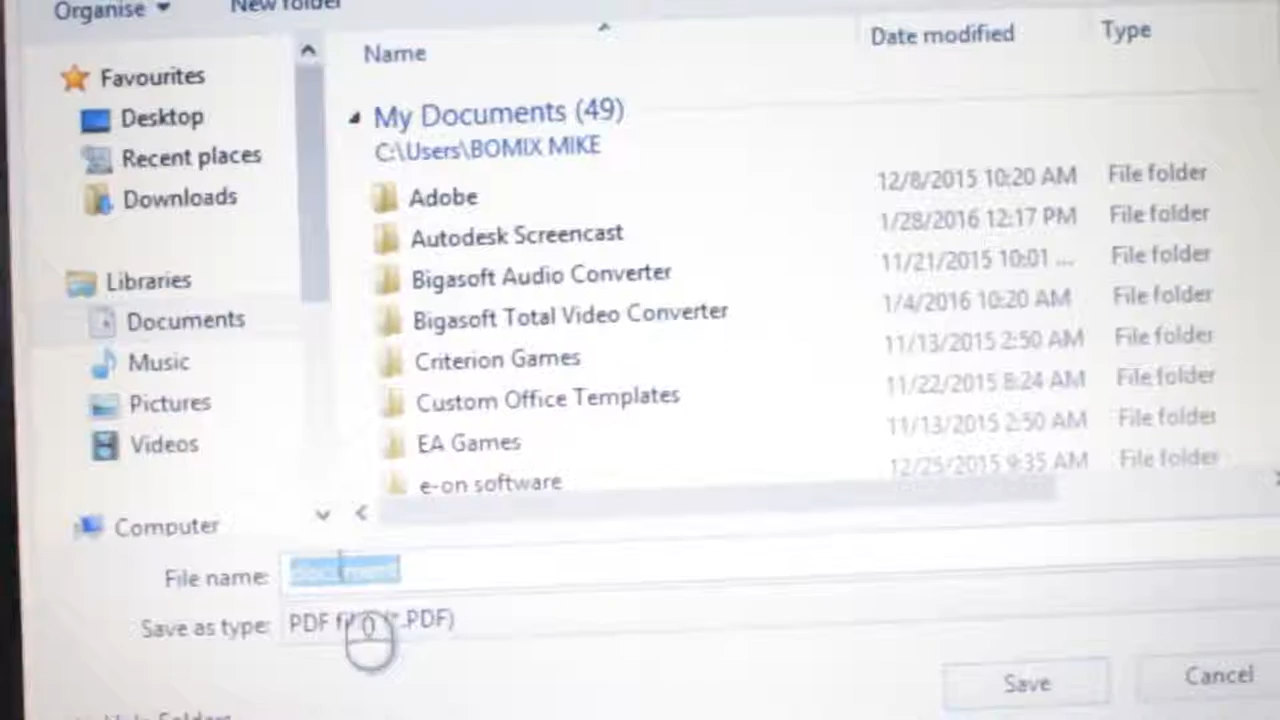 Organise
New folder
Name
Date modified
Type
Favourites
Desktop
Recent places
Downloads
Libraries
Documents
Music
Pictures
Videos
Computer
My Documents (49)
C:\Users\BOMIX MIKE
Adobe 12/8/2015 10:20 AM File folder
Autodesk Screencast 1/28/2016 12:17 PM File folder
Bigasoft Audio Converter 11/21/2015 10:01 ... File folder
Bigasoft Total Video Converter 1/4/2016 10:20 AM File folder
Criterion Games 11/13/2015 2:50 AM File folder
Custom Office Templates 11/22/2015 8:24 AM File folder
EA Games 11/13/2015 2:50 AM File folder
e-on software 12/25/2015 9:35 AM File folder
File name: document
Save as type: PDF (*.PDF)
Save
Cancel
Folders